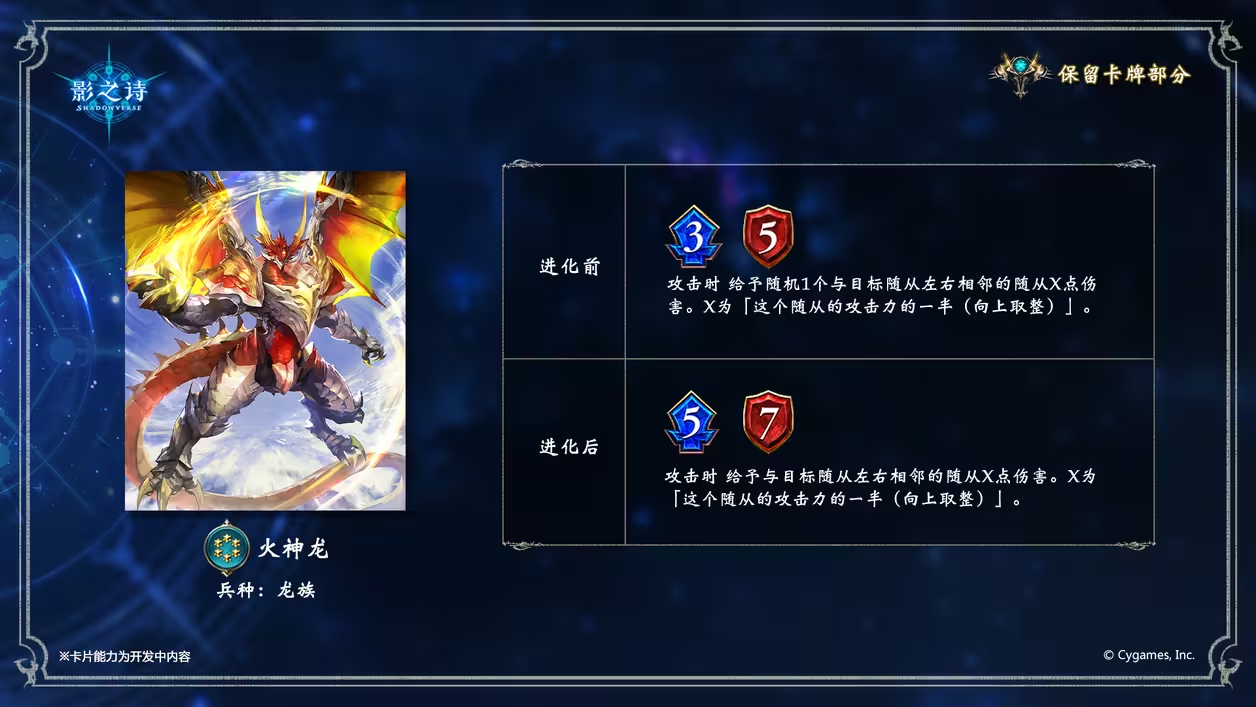 影之诗
SHADOWVERSE
保留卡牌部分
进化前
3 5
攻击时 给予随机1个与目标随从左右相邻的随从X点伤
害。X为「这个随从的攻击力的一半（向上取整）」。
进化后
5 7
攻击时 给予与目标随从左右相邻的随从X点伤害。X为
「这个随从的攻击力的一半（向上取整）」。
火神龙
兵种：龙族
※卡片能力为开发中内容
© Cygames, Inc.